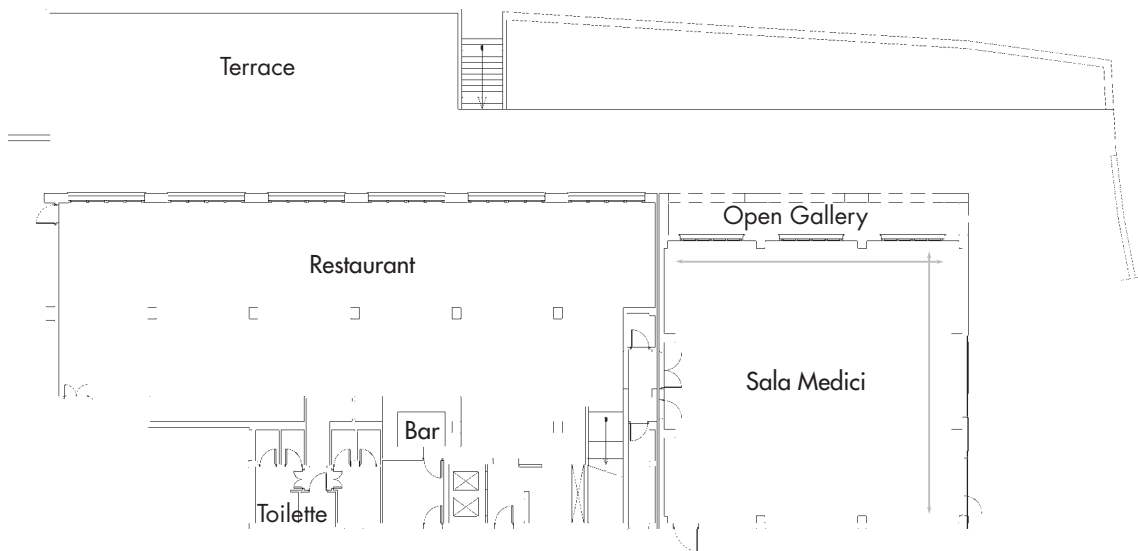 Terrace
Open Gallery
Restaurant
Sala Medici
Bar
Toilette